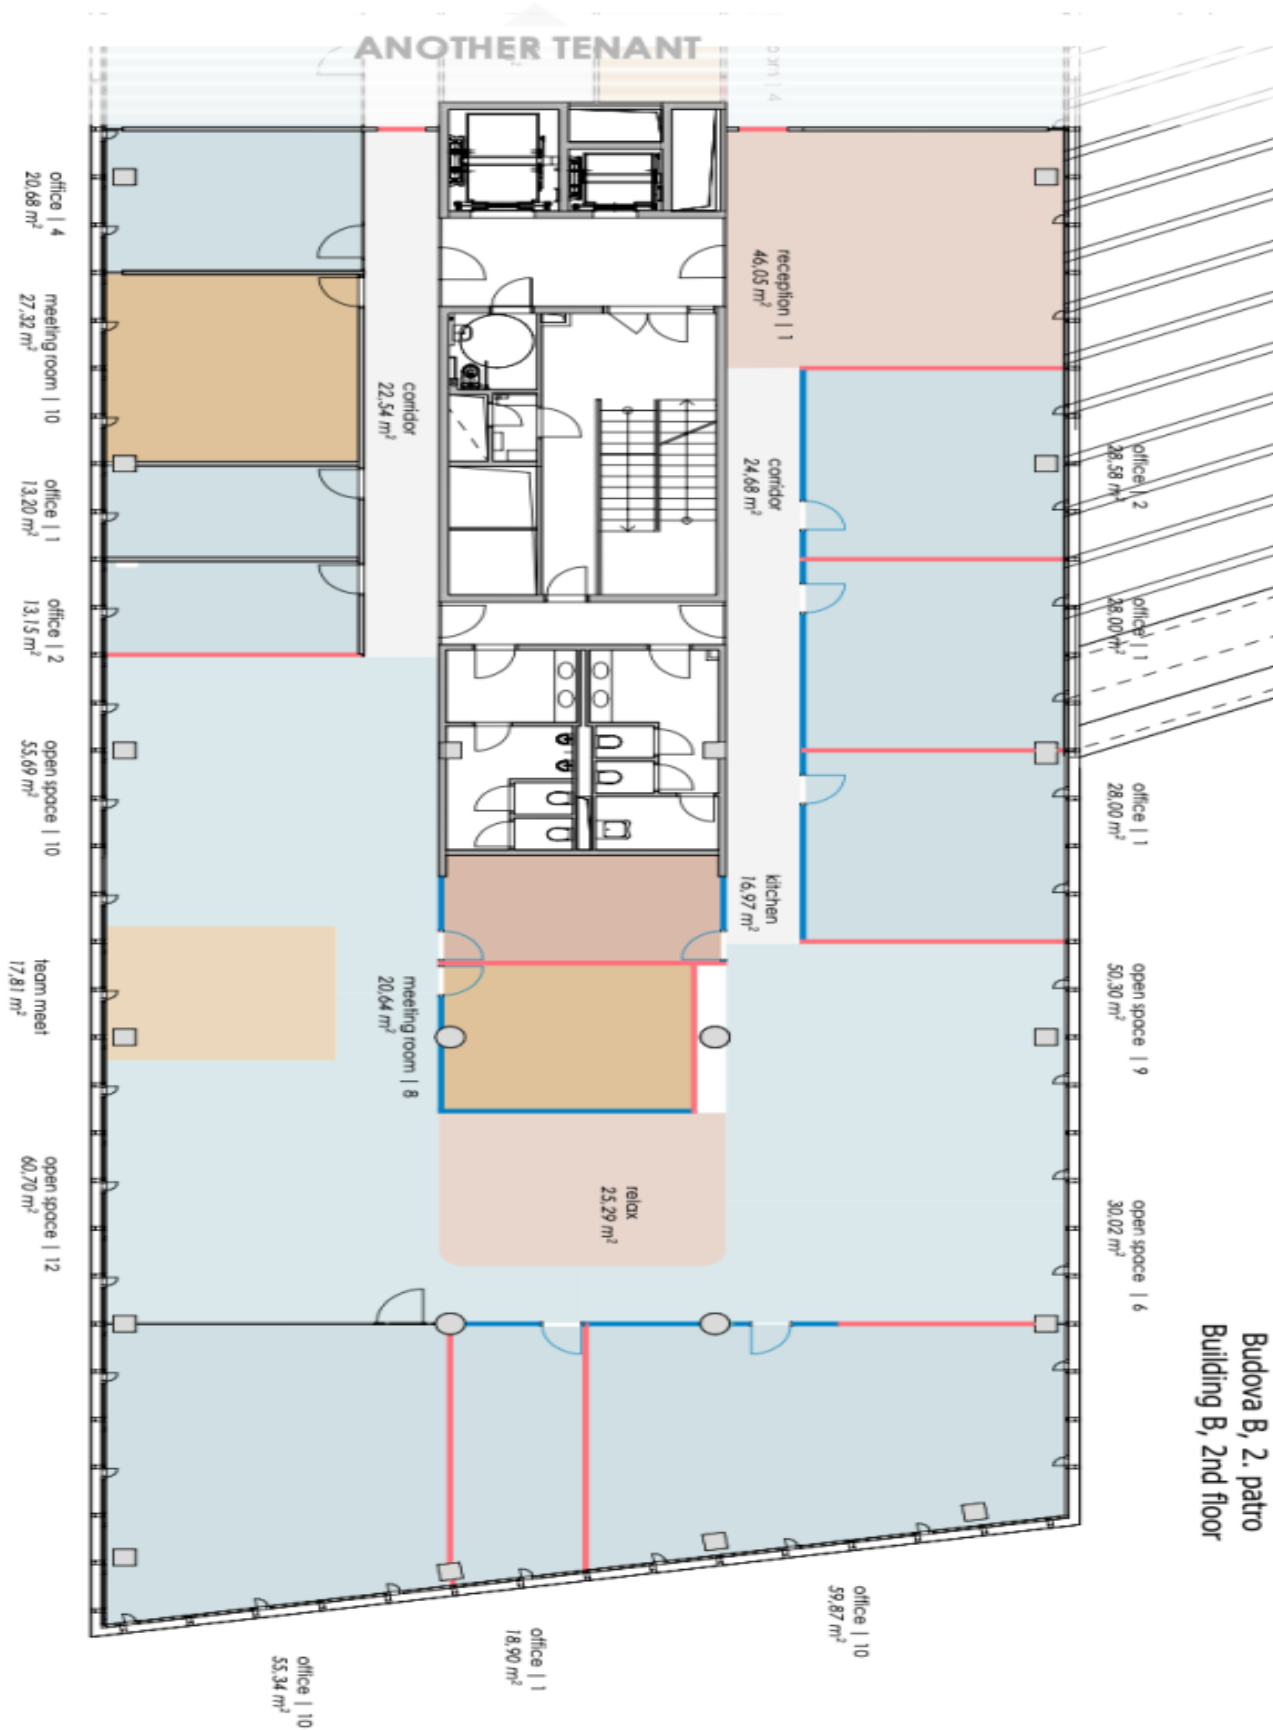 ANOTHER TENANT
office | 4
20,68 m²
meeting room | 10
27,32 m²
office | 1
13,20 m²
office | 2
13,15 m²
open space | 10
55,69 m²
team meet
17,81 m²
open space | 12
60,70 m²
corridor
22,54 m²
meeting room | 8
20,64 m²
reception | 1
46,05 m²
corridor
24,68 m²
kitchen
16,97 m²
relax
25,29 m²
office | 2
28,58 m²
office | 1
28,00 m²
office | 1
28,00 m²
open space | 9
50,30 m²
open space | 6
30,02 m²
Budova B, 2. patro
Building B, 2nd floor
office | 10
59,87 m²
office | 1
18,90 m²
office | 10
55,34 m²